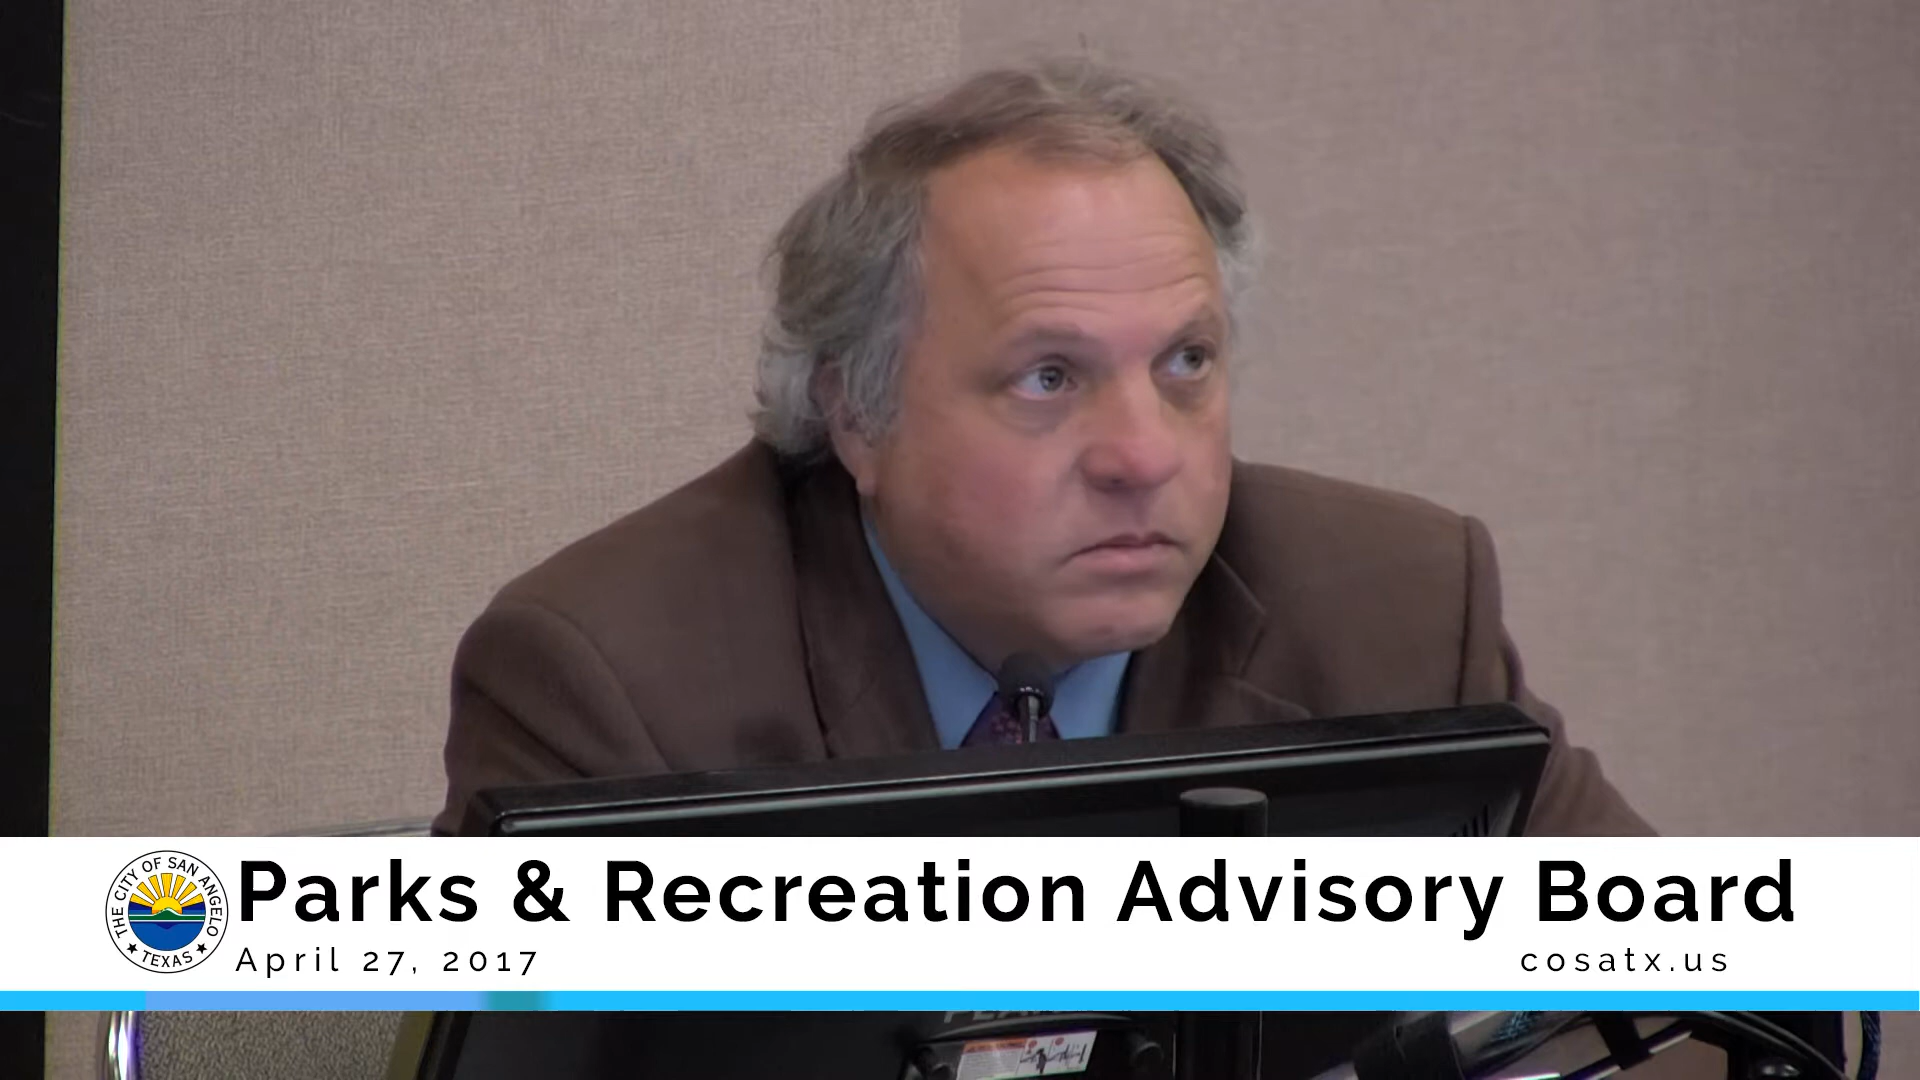 THE CITY OF SAN ANGELO
TEXAS
Parks & Recreation Advisory Board
April 27, 2017
cosatx.us